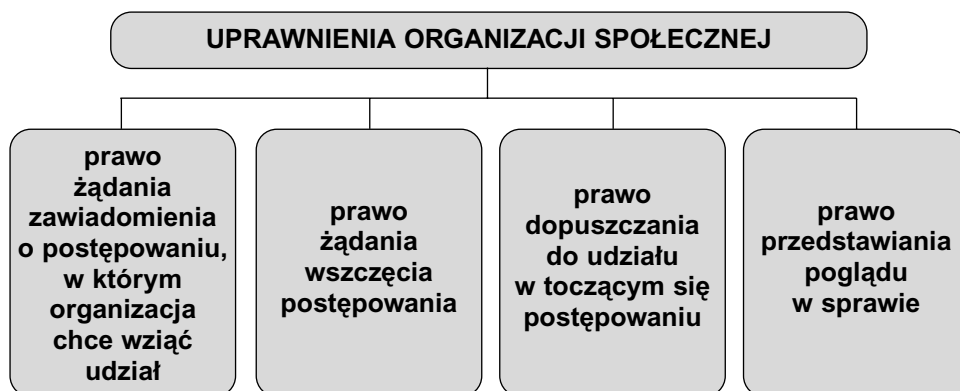 UPRAWNIENIA ORGANIZACJI SPOŁECZNEJ
prawo
żądania
zawiadomienia
o postępowaniu,
w którym
organizacja
chce wziąć
udział
prawo
żądania
wszczęcia
postępowania
prawo
dopuszczania
do udziału
w toczącym się
postępowaniu
prawo
przedstawiania
poglądu
w sprawie